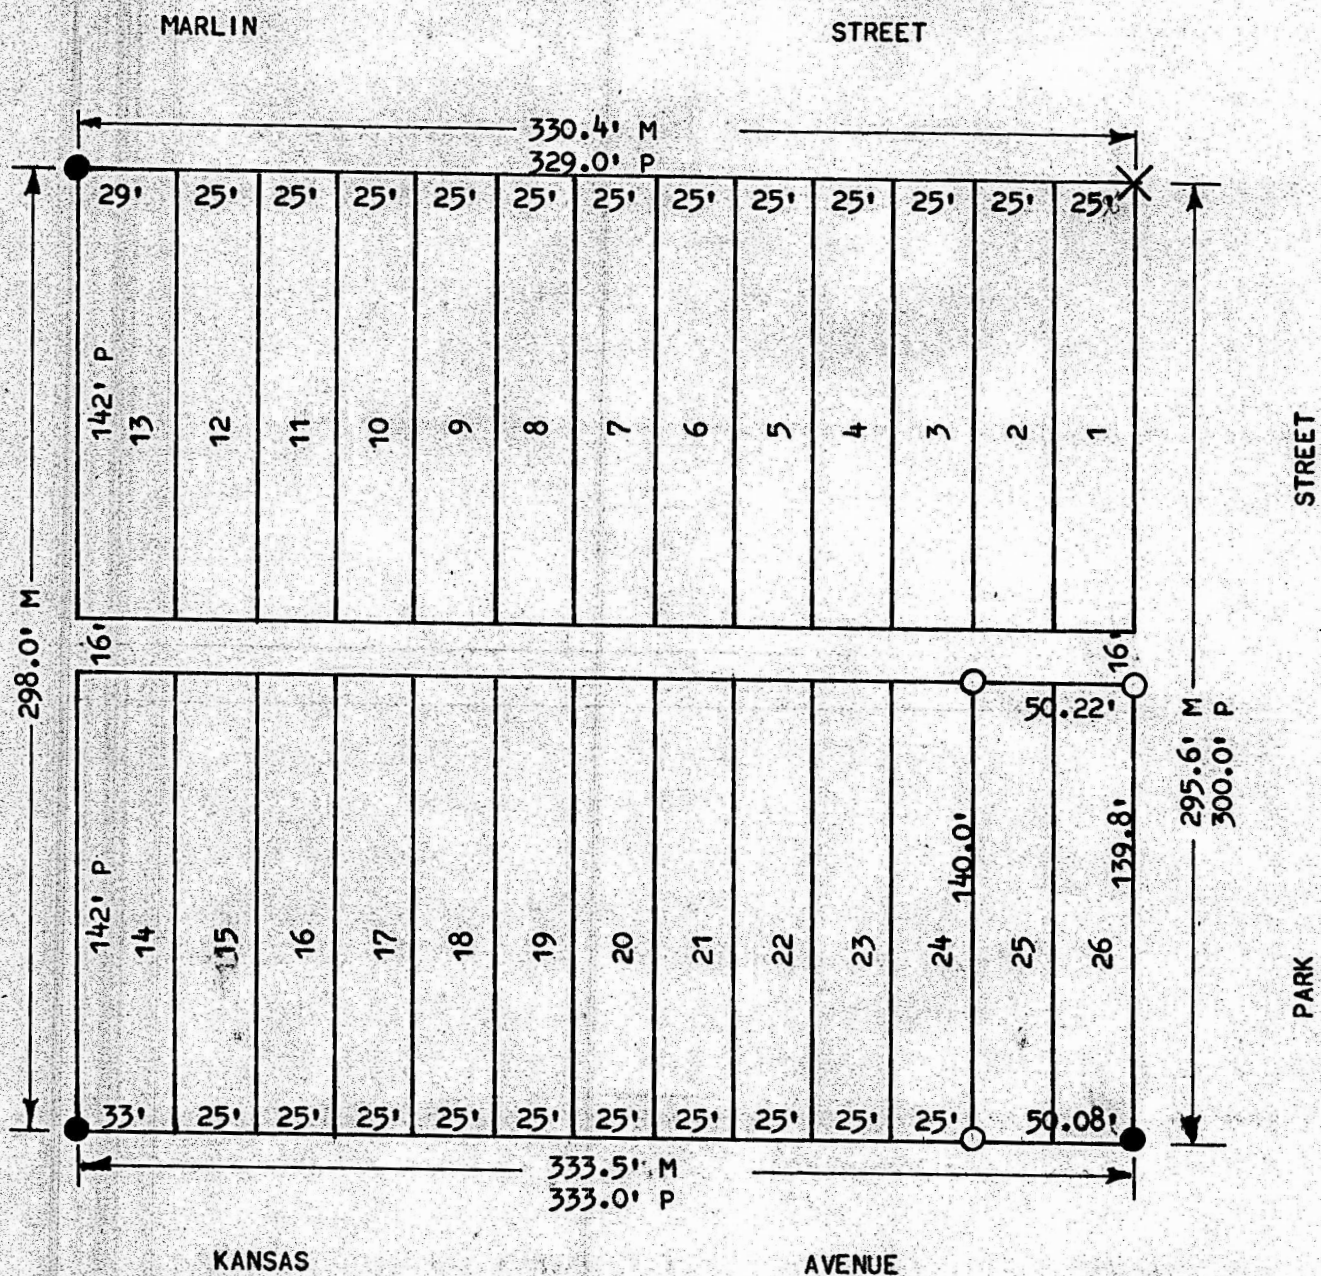 MARLIN STREET
330.4' M
329.0' P
29' 25' 25' 25' 25' 25' 25' 25' 25' 25' 25' 25' 25'
142' P
13 12 11 10 9 8 7 6 5 4 3 2 1
STREET
298.0' M
16' 16'
50.22'
295.6' M
300.0' P
140.0' 139.8'
142' P
14 15 16 17 18 19 20 21 22 23 24 25 26
PARK
33' 25' 25' 25' 25' 25' 25' 25' 25' 25' 25' 50.08'
333.5' M
333.0' P
KANSAS AVENUE